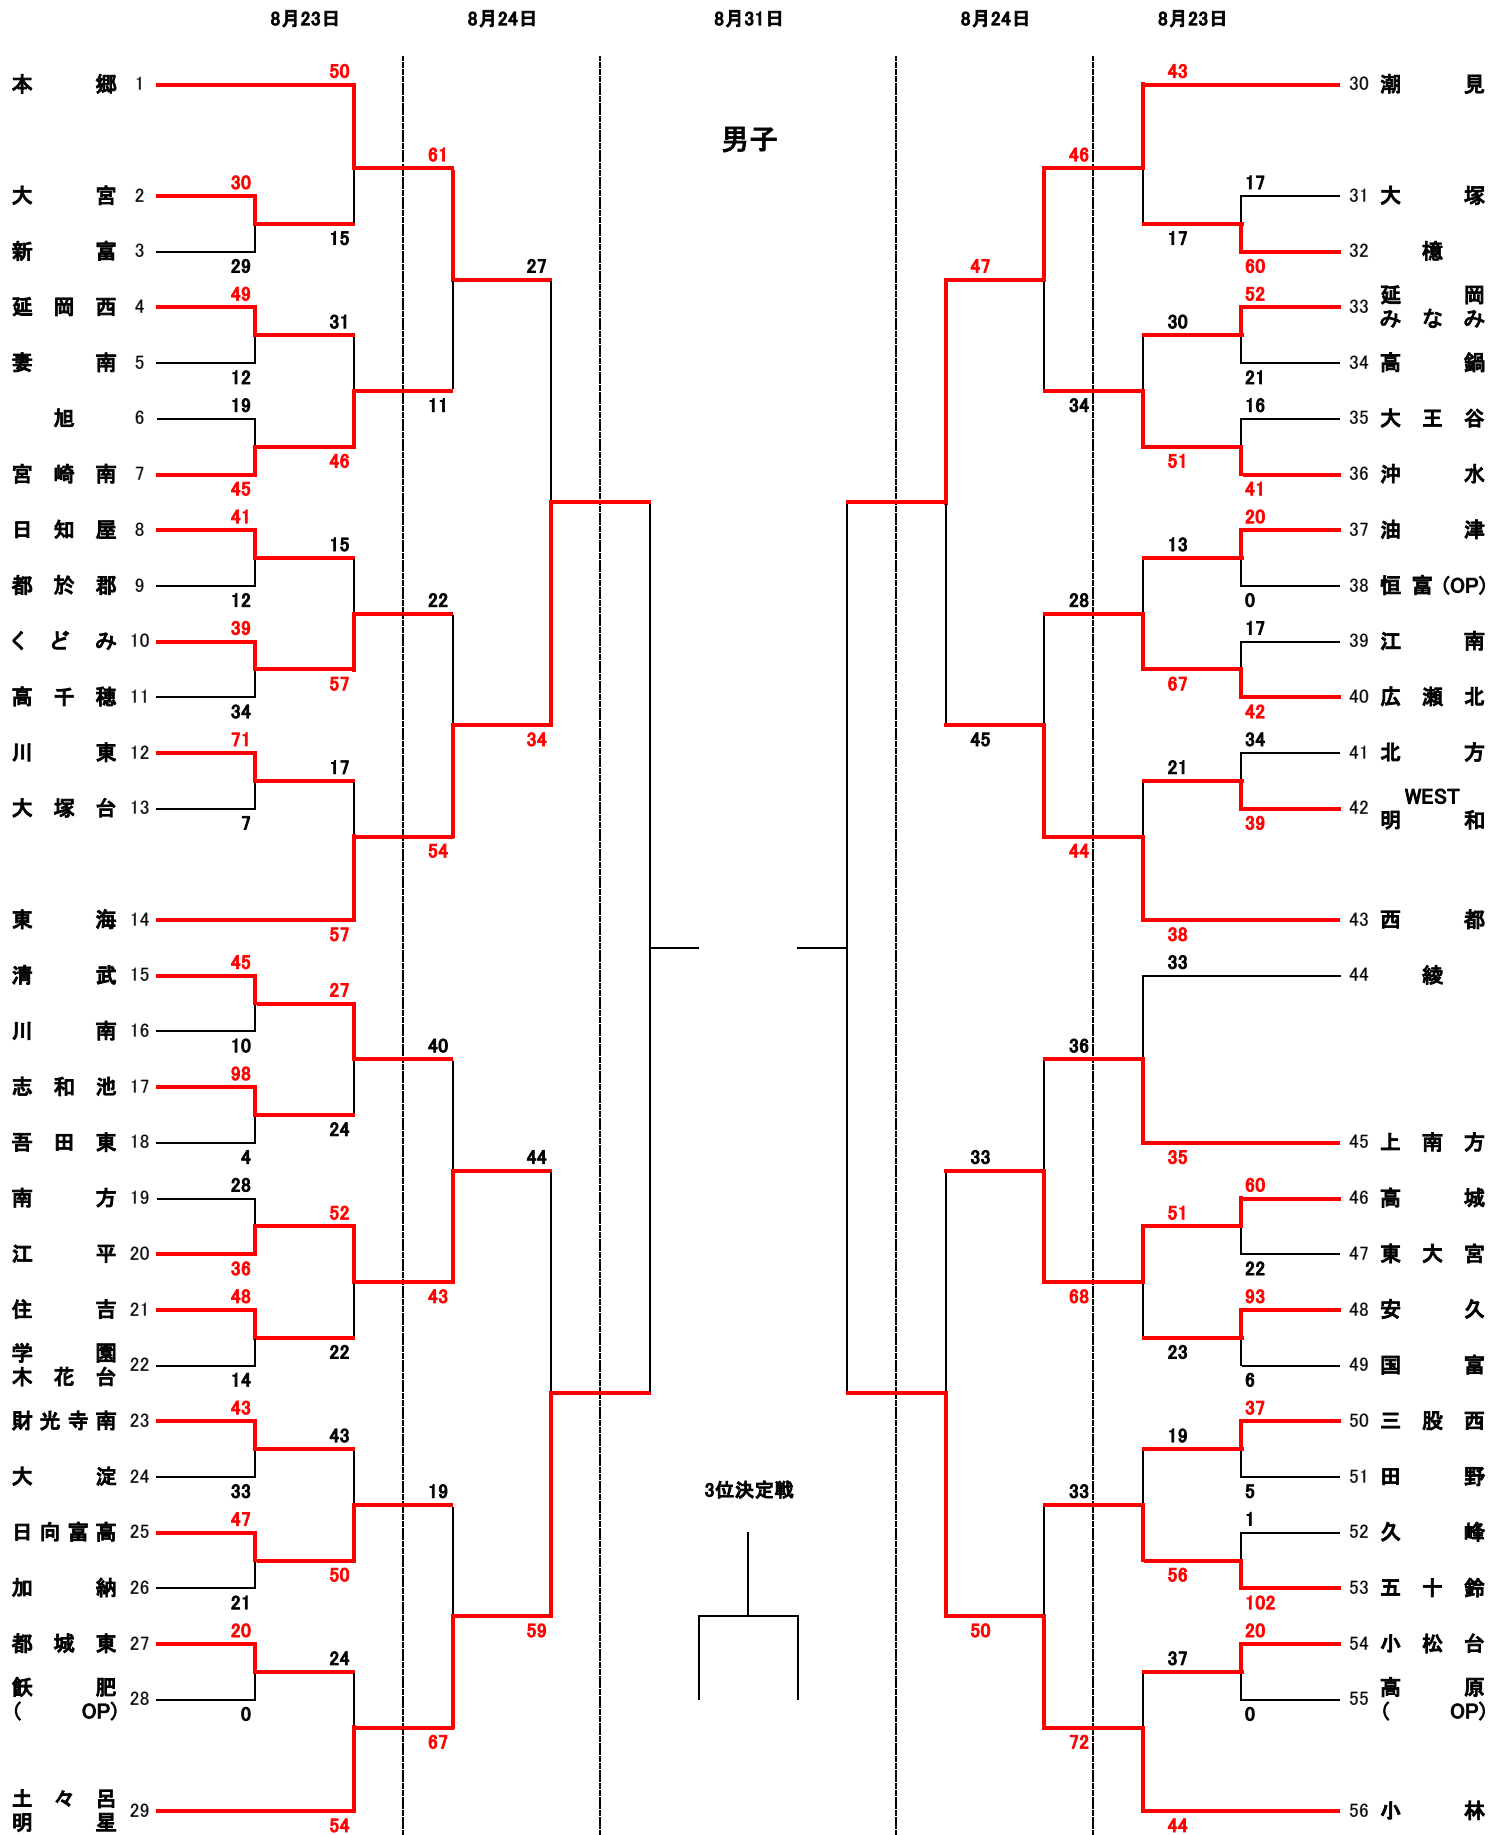 8月23日 8月24日 8月31日 8月24日 8月23日
男子
50
本郷 1
61
大宮 2 30
新富 3 29
15
27
延岡西 4 49
31
妻南 5 12
11
旭 6 19
宮崎南 7 45
46
日知屋 8 41
15
都於郡 9 12
22
くどみ 10 39
57
高千穂 11 34
34
川東 12 71
17
大塚台 13 7
54
東海 14 57
清武 15 45
27
川南 16 10
40
志和池 17 98
24
吾田東 18 4
44
南方 19 28
52
江平 20 36
43
住吉 21 48
22
学園
木花台 22 14
財光寺南 23 43
43
大淀 24 33
19
日向富高 25 47
50
加納 26 21
59
都城東 27 20
24
飫肥
(OP) 28 0
67
土々呂
明星 29 54
43
30 潮見
46
17 31 大塚
17
60 32 檍
47
52 33 延岡
みなみ
30
21 34 高鍋
34
16 35 大王谷
51
41 36 沖水
20 37 油津
13
0 38 恒富(OP)
28
17 39 江南
67
42 40 広瀬北
45
34 41 北方
21
39 42 WEST
明和
44
38 43 西都
33 44 綾
36
35 45 上南方
33
60 46 高城
51
22 47 東大宮
68
93 48 安久
23
6 49 国富
37 50 三股西
19
5 51 田野
33
1 52 久峰
56
102 53 五十鈴
50
20 54 小松台
37
0 55 高原
(OP)
72
44 56 小林
3位決定戦